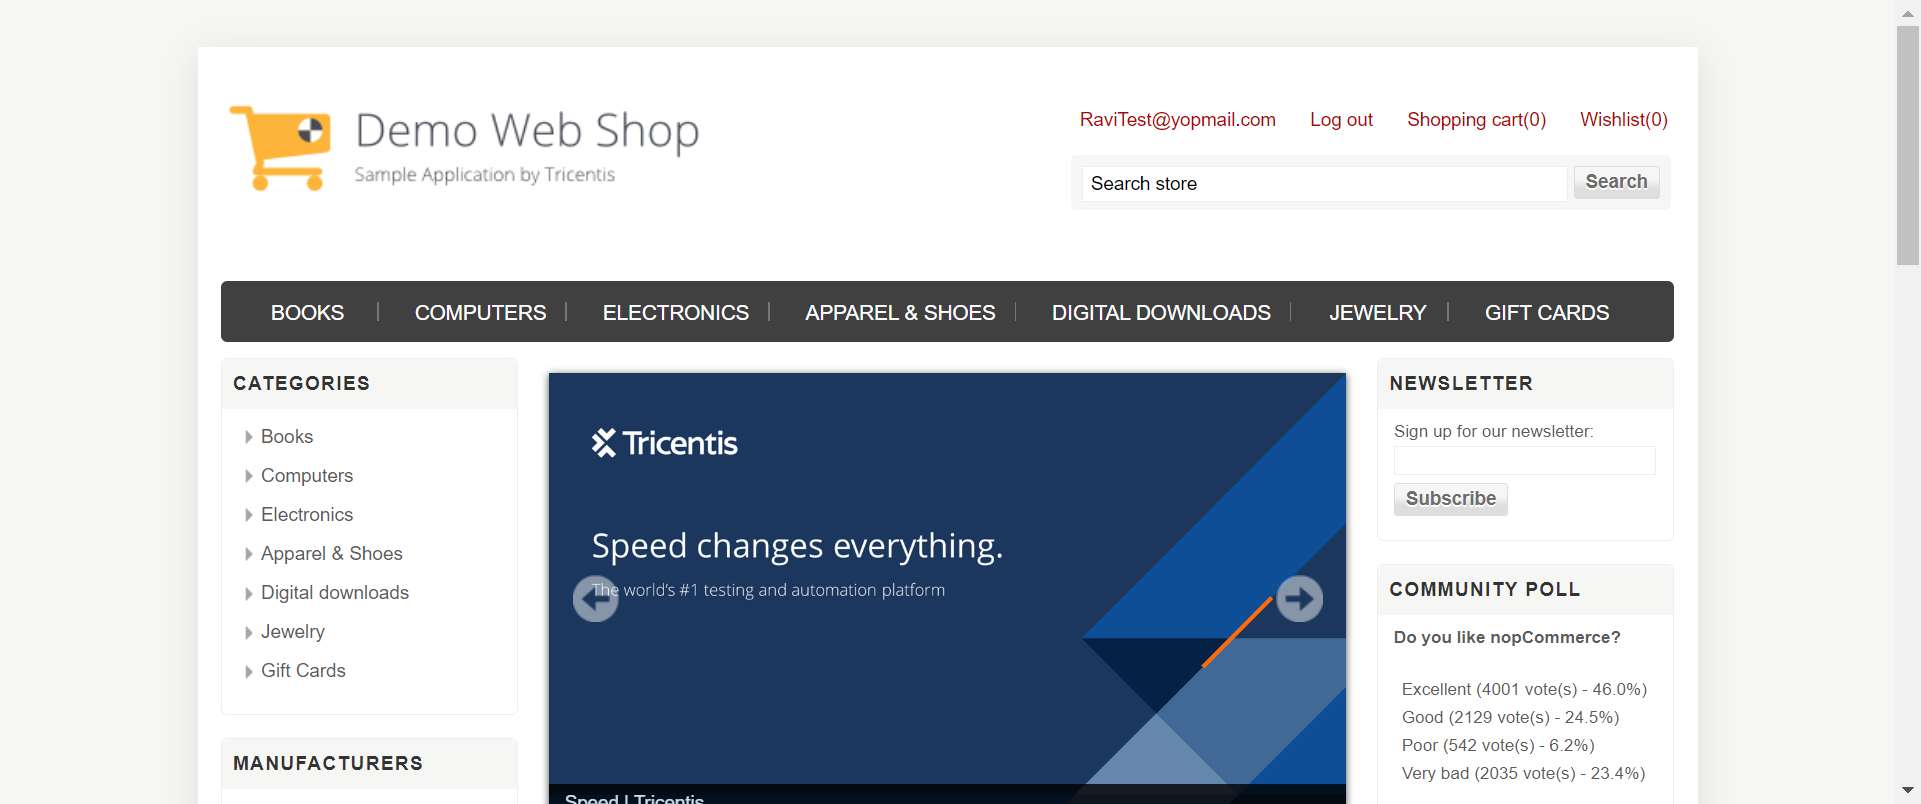 Demo Web Shop
Sample Application by Tricentis
RaviTest@yopmail.com Log out Shopping cart(0) Wishlist(0)
Search store Search
BOOKS COMPUTERS ELECTRONICS APPAREL & SHOES DIGITAL DOWNLOADS JEWELRY GIFT CARDS
CATEGORIES
Books
Computers
Electronics
Apparel & Shoes
Digital downloads
Jewelry
Gift Cards
MANUFACTURERS
Tricentis
Speed changes everything.
The world's #1 testing and automation platform
Speed | Tricentis
NEWSLETTER
Sign up for our newsletter:
Subscribe
COMMUNITY POLL
Do you like nopCommerce?
Excellent (4001 vote(s) - 46.0%)
Good (2129 vote(s) - 24.5%)
Poor (542 vote(s) - 6.2%)
Very bad (2035 vote(s) - 23.4%)